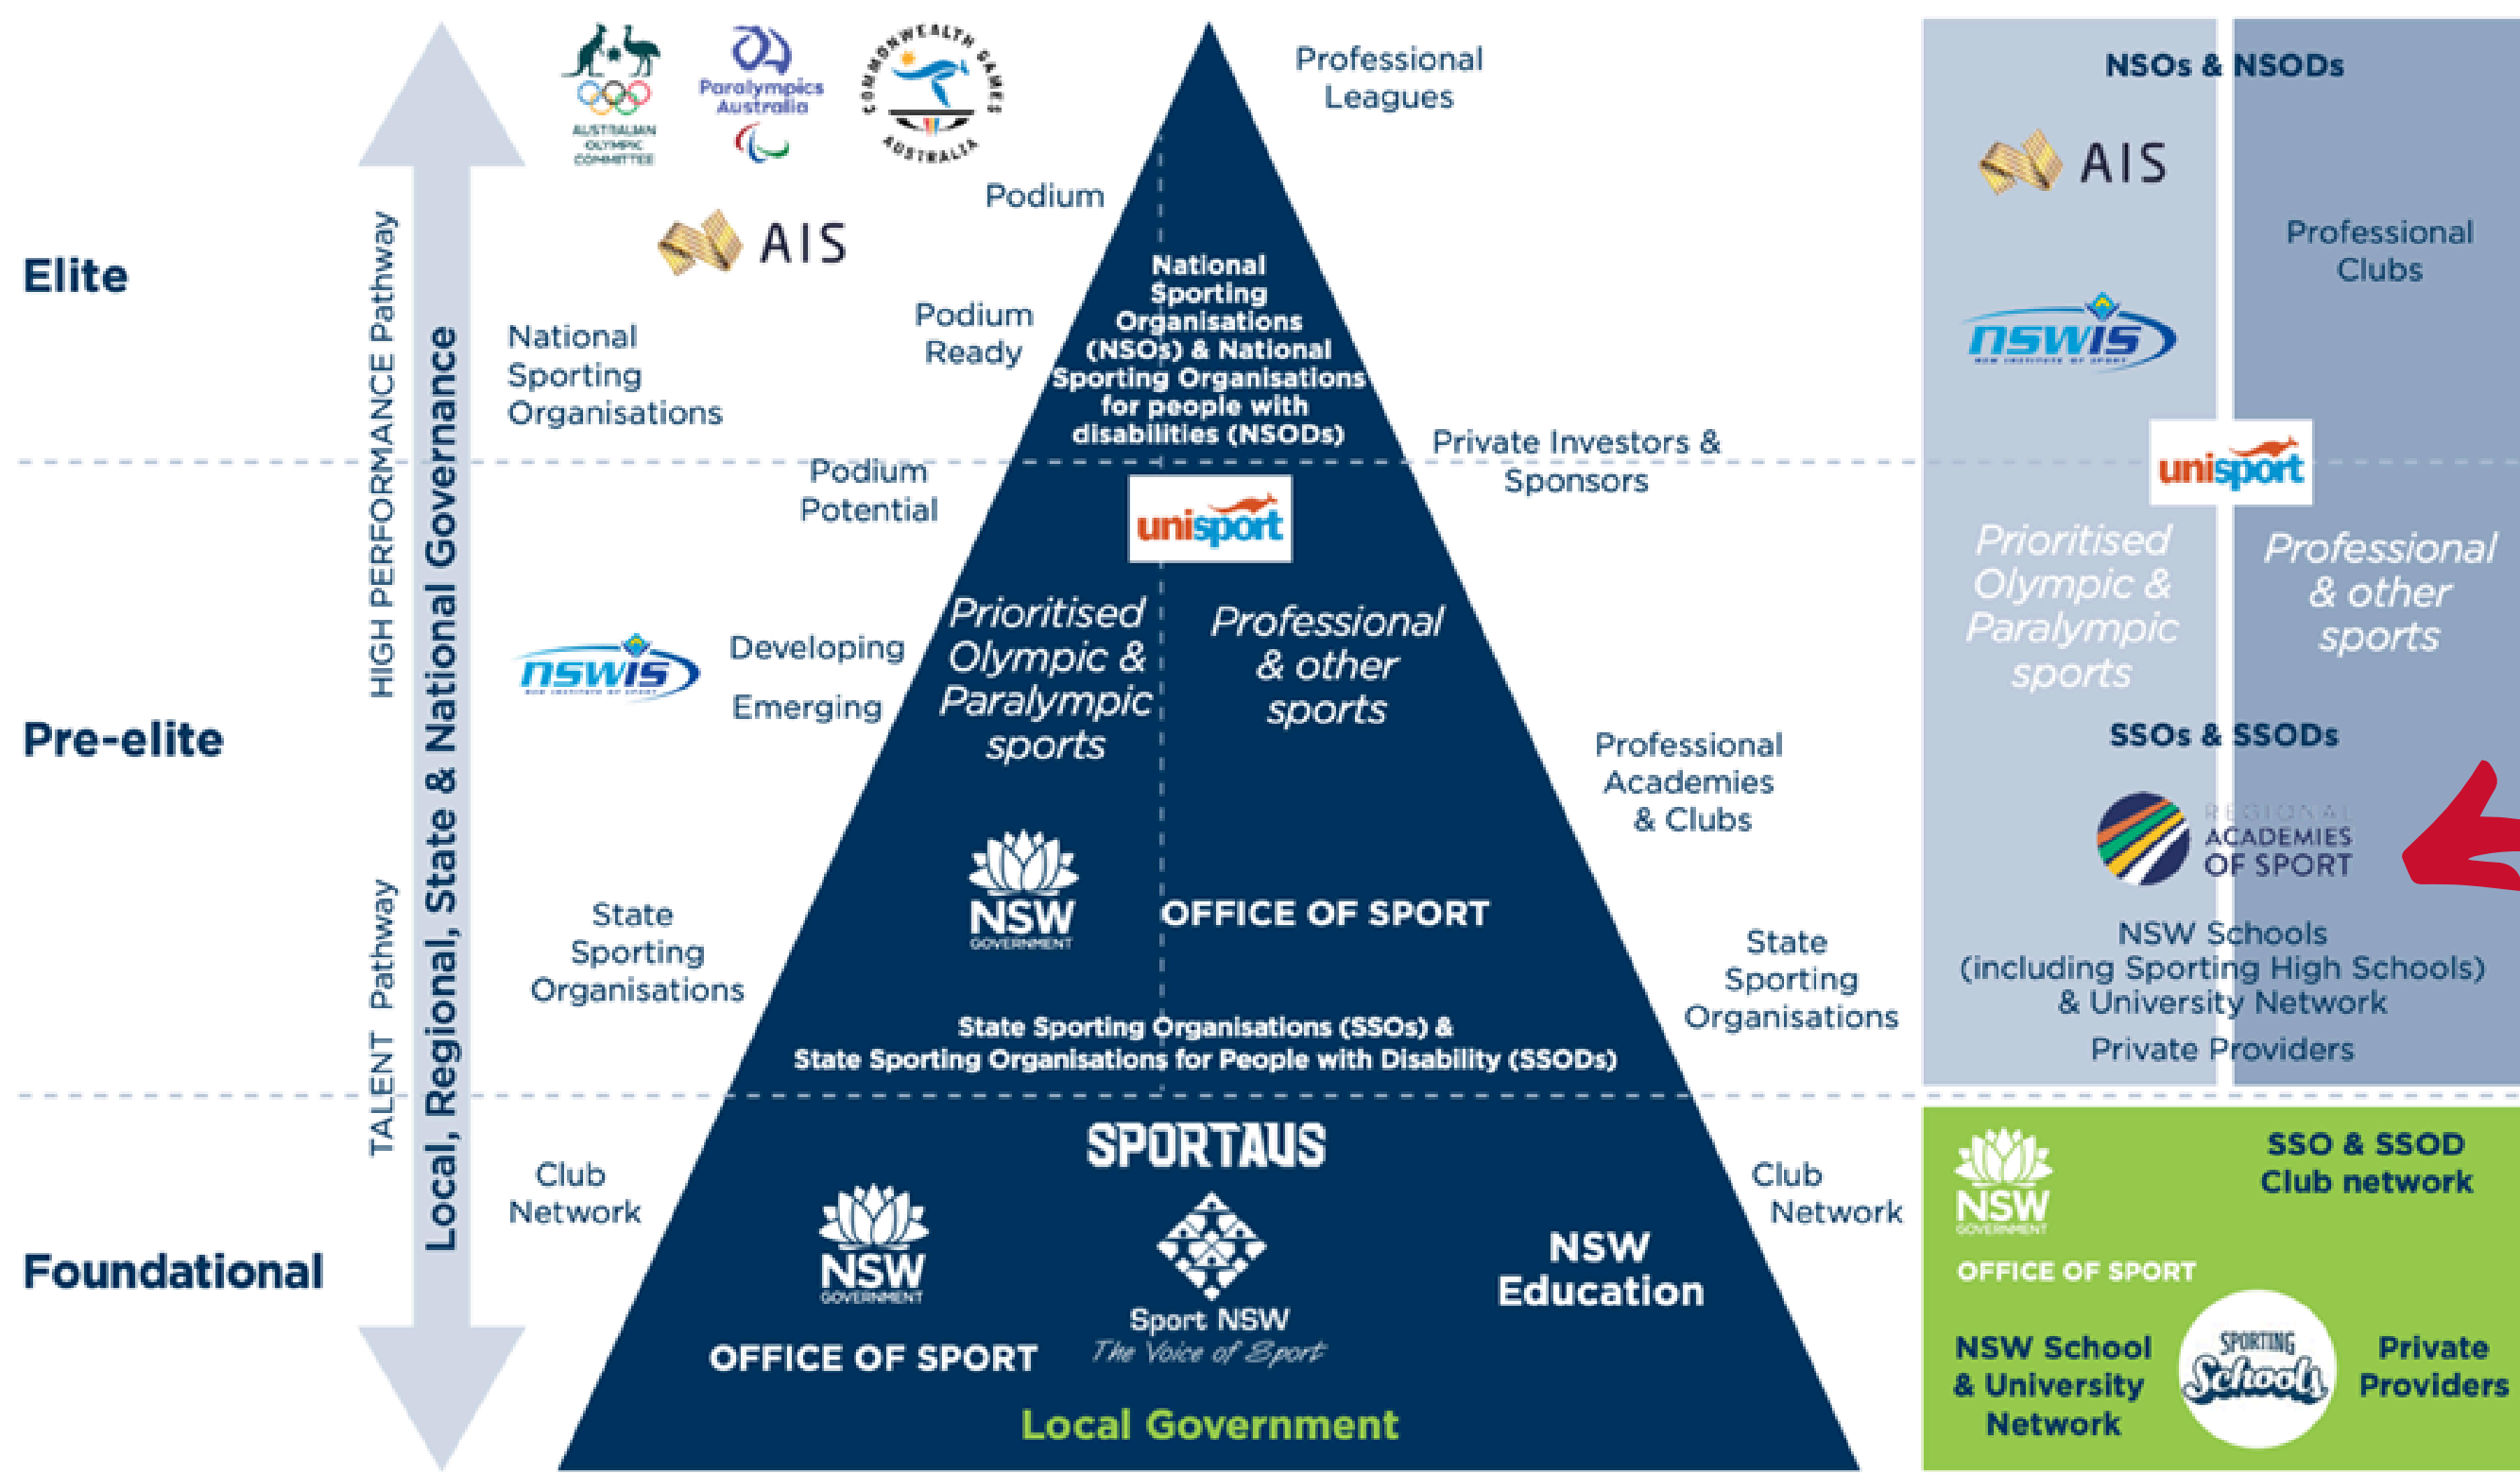 Elite
Pre-elite
Foundational
HIGH PERFORMANCE Pathway
TALENT Pathway
Local, Regional, State & National Governance
AUSTRALIAN
OLYMPIC
COMMITTEE
Paralympics
Australia
COMMONWEALTH GAMES
AUSTRALIA
AIS
National
Sporting
Organisations
Podium
Podium
Ready
Podium
Potential
nswis
NSW INSTITUTE OF SPORT
Developing
Emerging
State
Sporting
Organisations
Club
Network
National
Sporting
Organisations
(NSOs) & National
Sporting Organisations
for people with
disabilities (NSODs)
unisport
Prioritised
Olympic &
Paralympic
sports
Professional
& other
sports
NSW
GOVERNMENT
OFFICE OF SPORT
State Sporting Organisations (SSOs) &
State Sporting Organisations for People with Disability (SSODs)
SPORTAUS
NSW
GOVERNMENT
OFFICE OF SPORT
Sport NSW
The Voice of Sport
NSW
Education
Local Government
Professional
Leagues
Private Investors &
Sponsors
Professional
Academies
& Clubs
State
Sporting
Organisations
Club
Network
NSOs & NSODs
AIS
nswis
NSW INSTITUTE OF SPORT
Professional
Clubs
unisport
Prioritised
Olympic &
Paralympic
sports
Professional
& other
sports
SSOs & SSODs
REGIONAL
ACADEMIES
OF SPORT
NSW Schools
(including Sporting High Schools)
& University Network
Private Providers
NSW
GOVERNMENT
OFFICE OF SPORT
SSO & SSOD
Club network
NSW School
& University
Network
SPORTING
Schools
Private
Providers